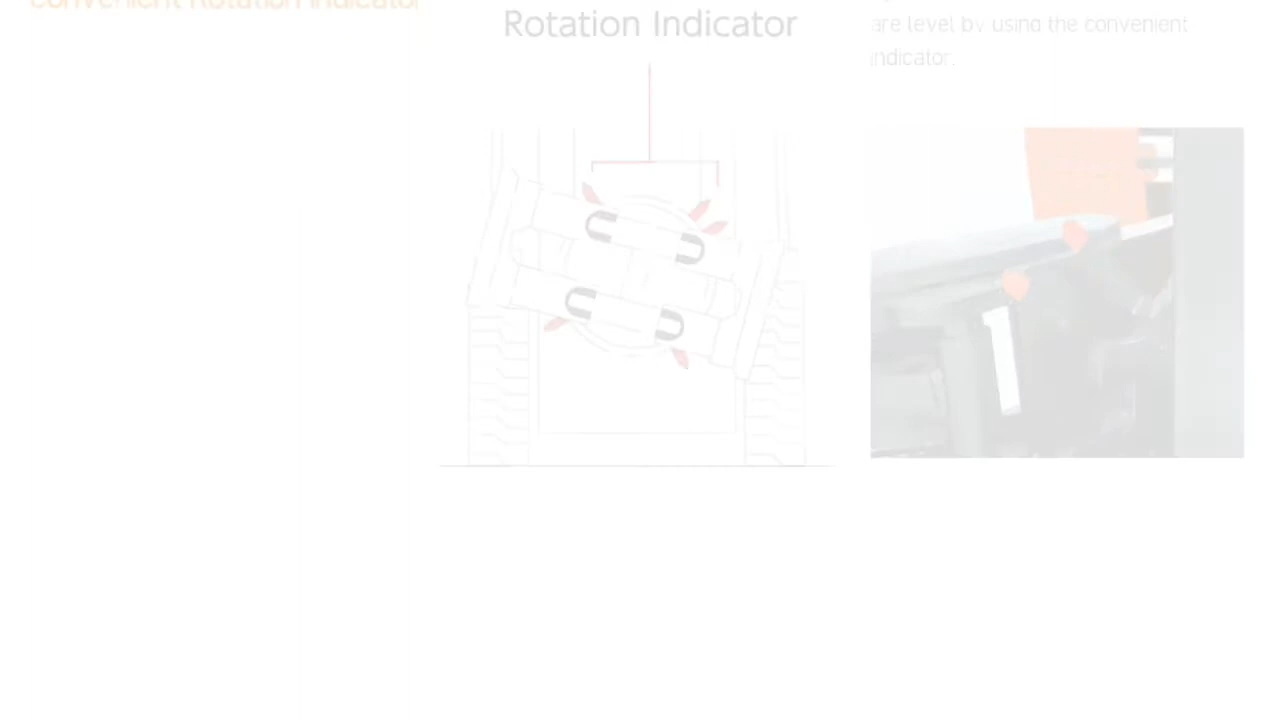 Convenient Rotation Indicator
Rotation Indicator
are level by using the convenient
indicator.